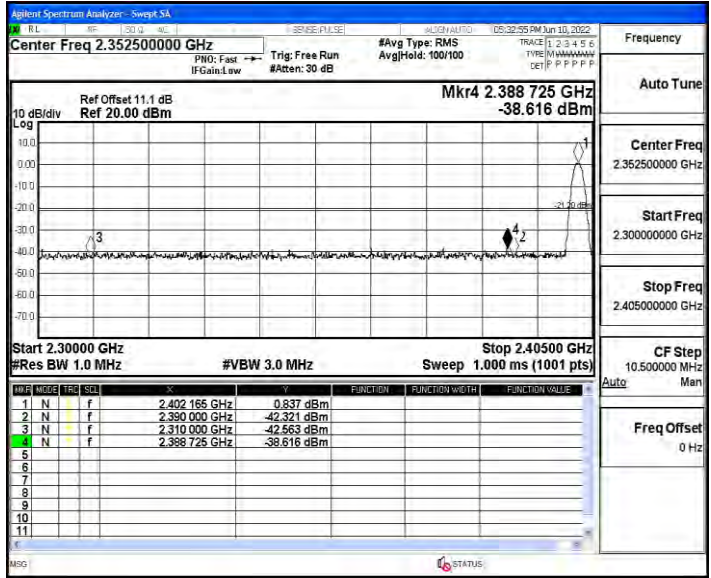 Agilent Spectrum Analyzer - Swept SA
RL RF 50 Ω AC SENSE:PULSE ALIGN AUTO 05:32:55 PM Jun 10, 2022
Center Freq 2.352500000 GHz
PNO: Fast
IFGain:Low
Trig: Free Run
#Atten: 30 dB
#Avg Type: RMS
Avg|Hold: 100/100
TRACE 1 2 3 4 5 6
TYPE M
DET P P P P P P
Ref Offset 11.1 dB
Ref 20.00 dBm
Mkr4 2.388 725 GHz
-38.616 dBm
10 dB/div
Log
10.0
0.00
-10.0
-20.0
-30.0
-40.0
-50.0
-60.0
-70.0
1
-21.20 dBm
3
4
2
Start 2.30000 GHz
Stop 2.40500 GHz
#Res BW 1.0 MHz
#VBW 3.0 MHz
Sweep 1.000 ms (1001 pts)
MKR MODE TRC SCL X Y FUNCTION FUNCTION WIDTH FUNCTION VALUE
1 N f 2.402 165 GHz 0.837 dBm
2 N f 2.390 000 GHz -42.321 dBm
3 N f 2.310 000 GHz -42.563 dBm
4 N f 2.388 725 GHz -38.616 dBm
5
6
7
8
9
10
11
MSG
STATUS
Frequency
Auto Tune
Center Freq
2.352500000 GHz
Start Freq
2.300000000 GHz
Stop Freq
2.405000000 GHz
CF Step
10.500000 MHz
Auto Man
Freq Offset
0 Hz